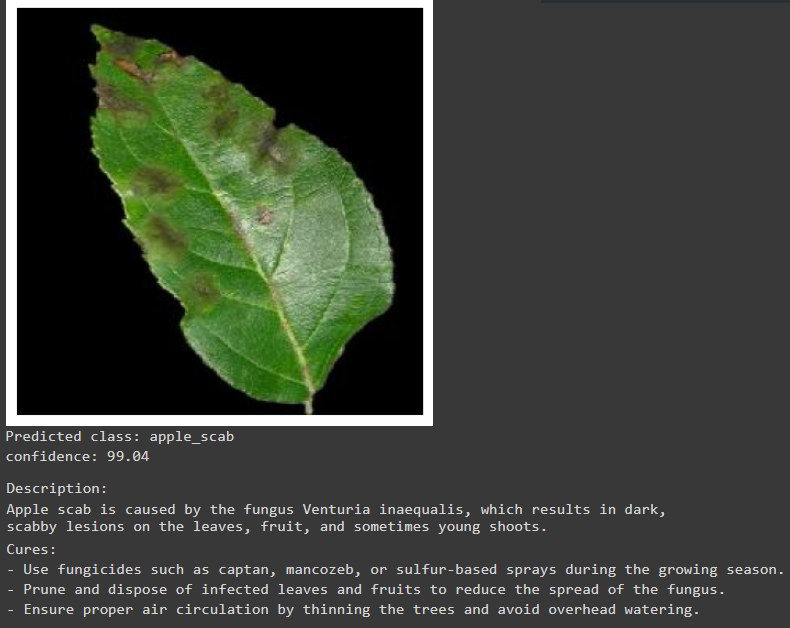 Predicted class: apple_scab
confidence: 99.04
Description:
Apple scab is caused by the fungus Venturia inaequalis, which results in dark,
scabby lesions on the leaves, fruit, and sometimes young shoots.
Cures:
- Use fungicides such as captan, mancozeb, or sulfur-based sprays during the growing season.
- Prune and dispose of infected leaves and fruits to reduce the spread of the fungus.
- Ensure proper air circulation by thinning the trees and avoid overhead watering.